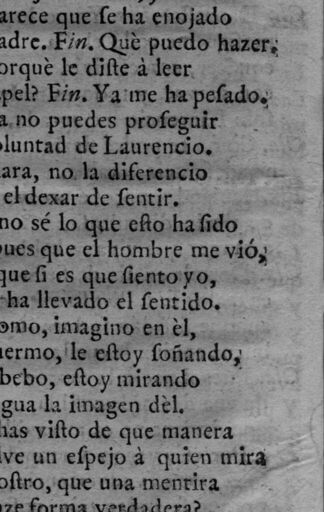 arece que ſe ha enojado
adre. Fin. Què puedo hazer,
orquè le diſte à leer
pel? Fin. Ya me ha peſado.
a no puedes proſeguir
oluntad de Laurencio.
ara, no la diferencio
el dexar de ſentir.
no sé lo que eſto ha ſido
pues que el hombre me vió,
que ſi es que ſiento yo,
ha llevado el ſentido.
omo, imagino en èl,
uermo, le eſtoy ſoñando,
bebo, eſtoy mirando
gua la imagen dèl.
has viſto de que manera
lve un eſpejo à quien mira
oſtro, que una mentira
aze forma verdadera?